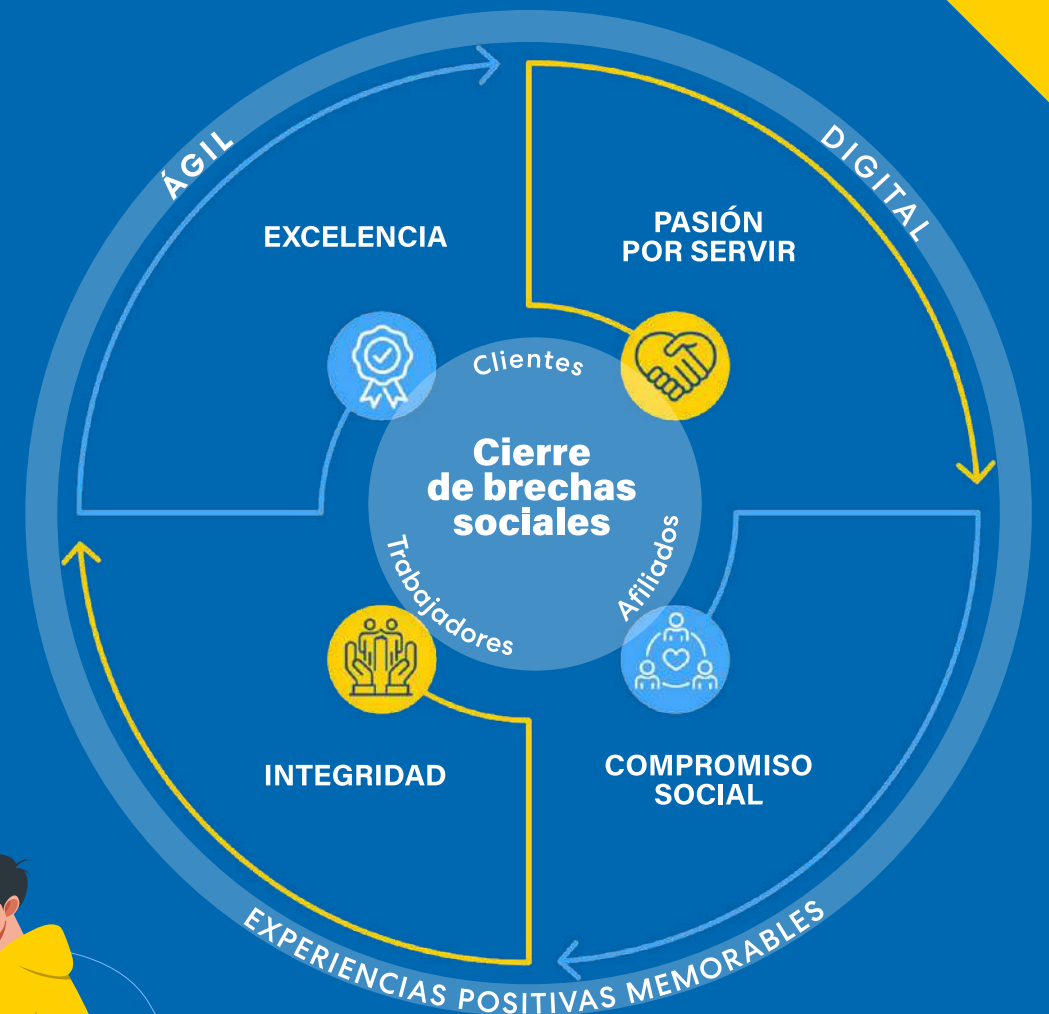 ÁGIL
DIGITAL
EXCELENCIA
PASIÓN
POR SERVIR
Clientes
Cierre
de brechas
sociales
Trabajadores
Afiliados
INTEGRIDAD
COMPROMISO
SOCIAL
EXPERIENCIAS POSITIVAS MEMORABLES